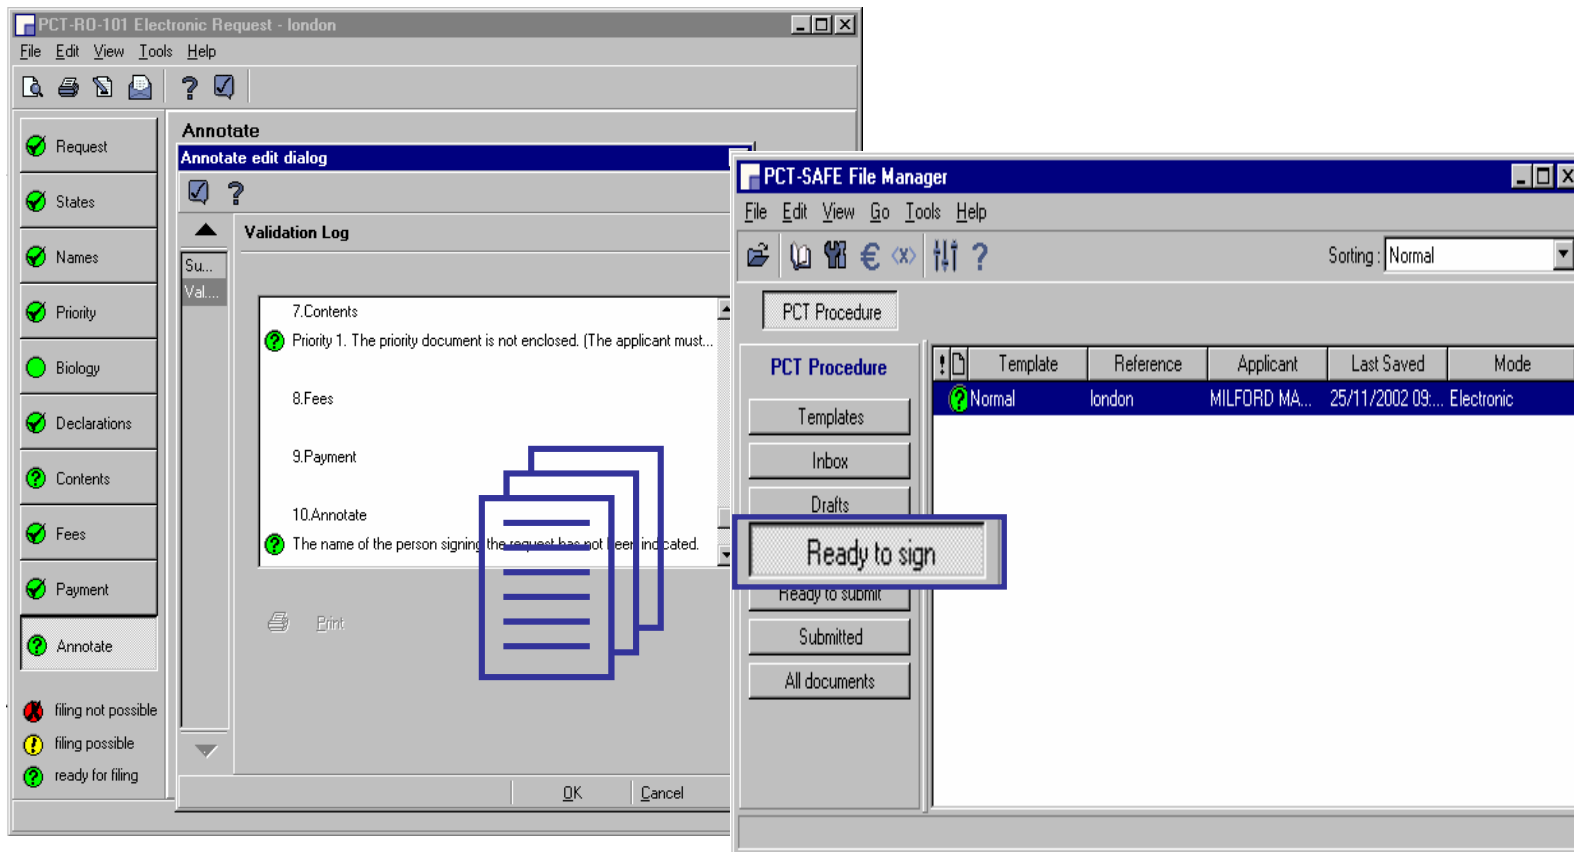 PCT-RO-101 Electronic Request - london
File Edit View Tools Help
Request
States
Names
Priority
Biology
Declarations
Contents
Fees
Payment
Annotate
filing not possible
filing possible
ready for filing
Annotate
Annotate edit dialog
Validation Log
Su...
Val....
7.Contents
Priority 1. The priority document is not enclosed. (The applicant must...
8.Fees
9.Payment
10.Annotate
The name of the person signing the request has not been indicated.
Print
OK Cancel
PCT-SAFE File Manager
File Edit View Go Tools Help
Sorting : Normal
PCT Procedure
PCT Procedure
Templates
Inbox
Drafts
Ready to sign
Ready to submit
Submitted
All documents
! Template Reference Applicant Last Saved Mode
Normal london MILFORD MA... 25/11/2002 09:... Electronic